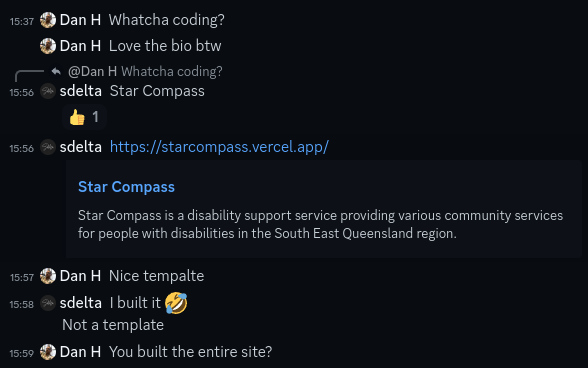 15:37 Dan H Whatcha coding?
Dan H Love the bio btw
@Dan H Whatcha coding?
15:56 sdelta Star Compass
👍 1
15:56 sdelta https://starcompass.vercel.app/
Star Compass
Star Compass is a disability support service providing various community services
for people with disabilities in the South East Queensland region.
15:57 Dan H Nice tempalte
15:58 sdelta I built it 🤣
Not a template
15:59 Dan H You built the entire site?